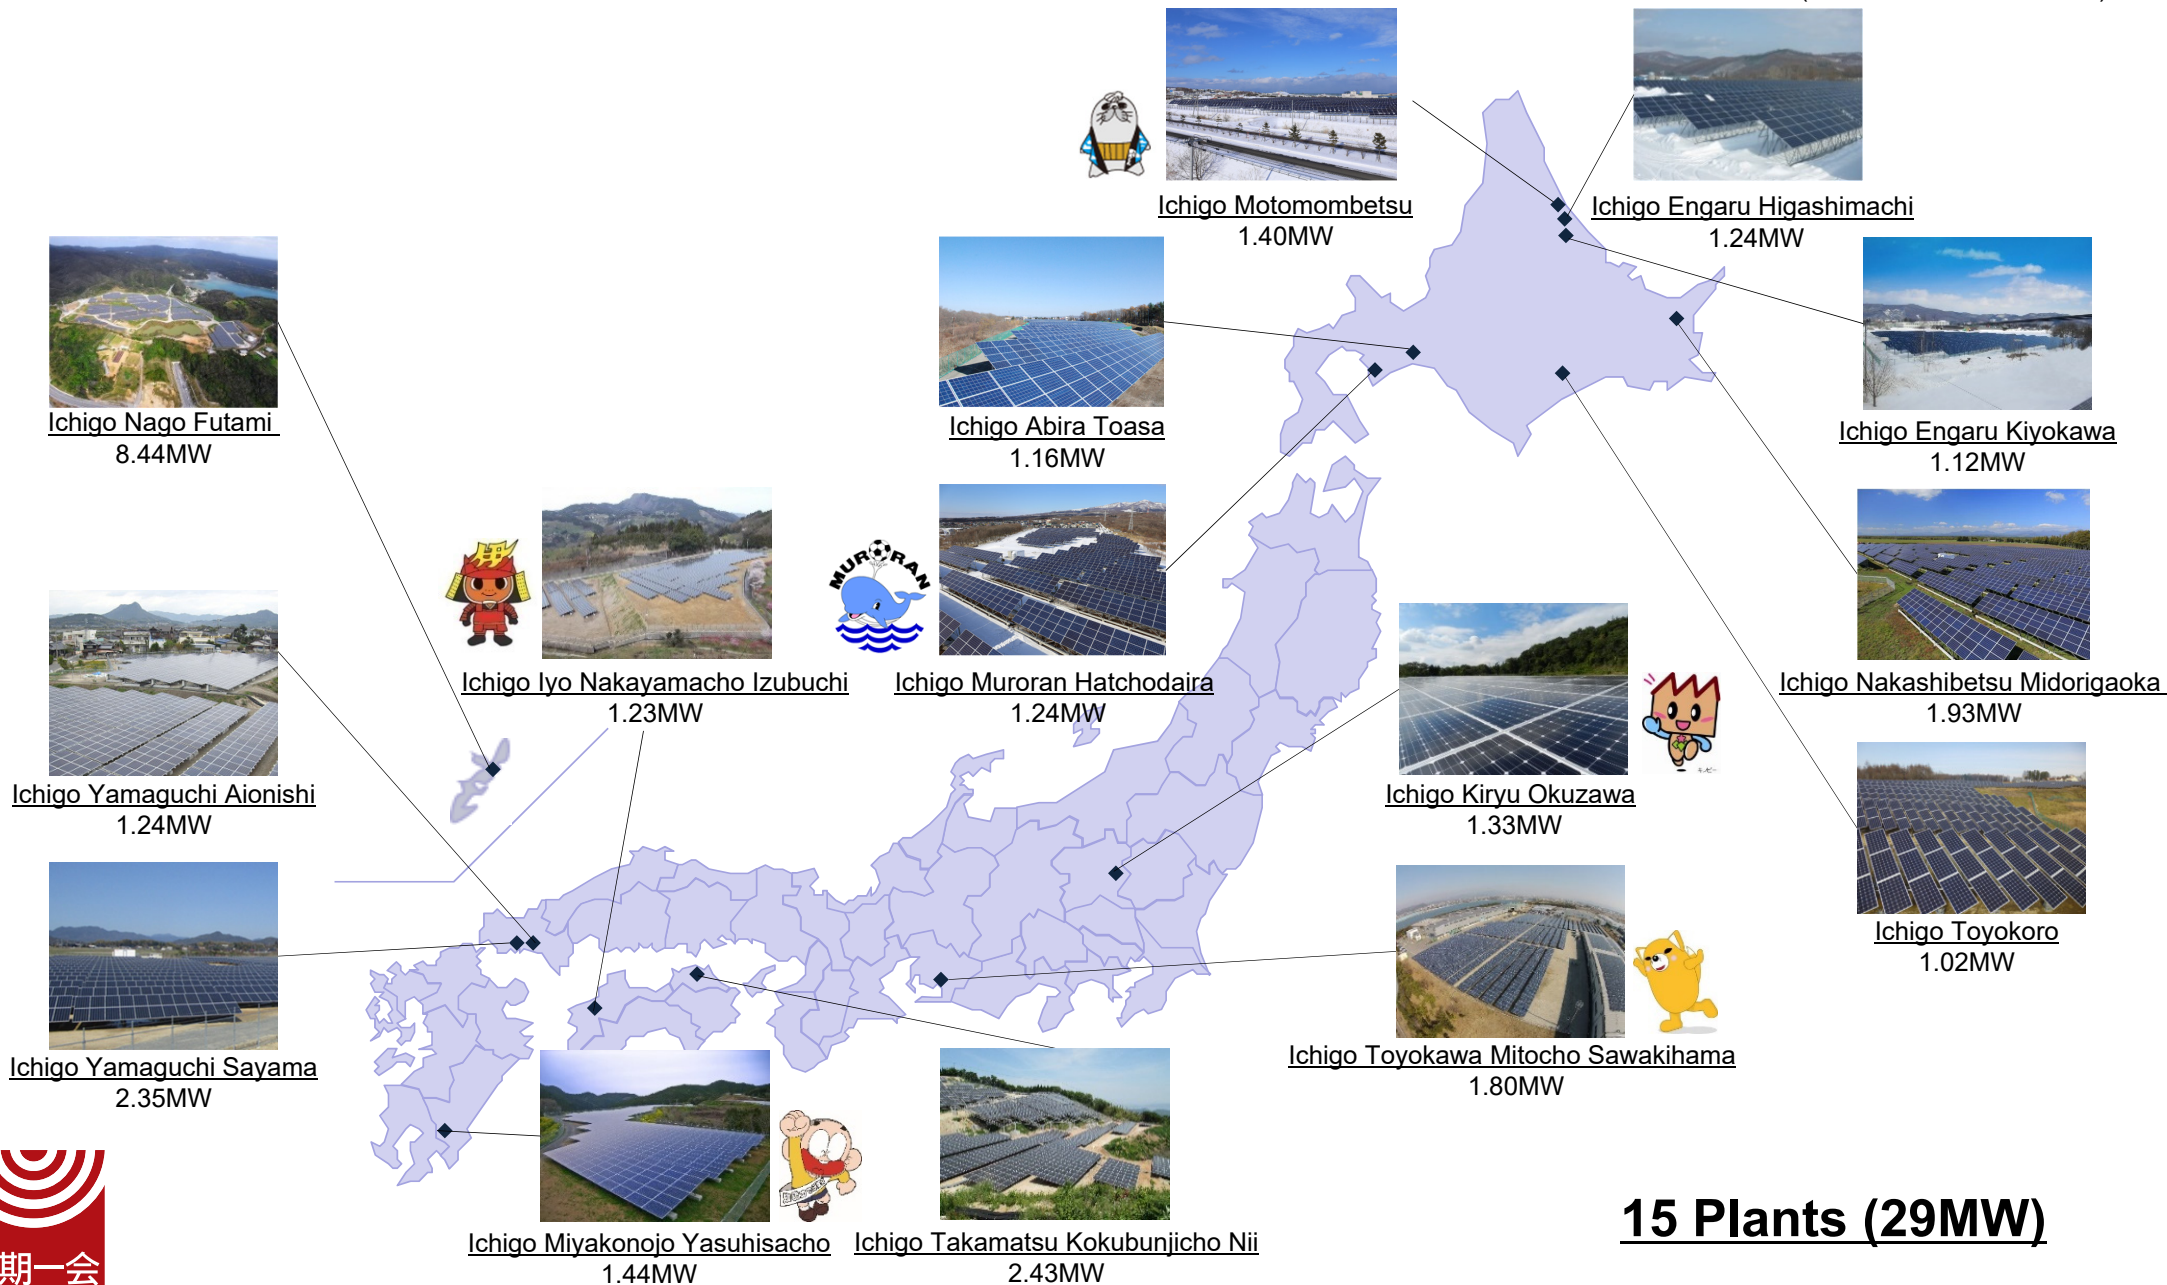 Ichigo Motomombetsu
1.40MW
Ichigo Engaru Higashimachi
1.24MW
Ichigo Nago Futami
8.44MW
Ichigo Abira Toasa
1.16MW
Ichigo Engaru Kiyokawa
1.12MW
MURORAN
Ichigo Iyo Nakayamacho Izubuchi
1.23MW
Ichigo Muroran Hatchodaira
1.24MW
Ichigo Nakashibetsu Midorigaoka
1.93MW
Ichigo Yamaguchi Aionishi
1.24MW
Ichigo Kiryu Okuzawa
1.33MW
Ichigo Toyokoro
1.02MW
Ichigo Yamaguchi Sayama
2.35MW
Ichigo Toyokawa Mitocho Sawakihama
1.80MW
Ichigo Miyakonojo Yasuhisacho
1.44MW
Ichigo Takamatsu Kokubunjicho Nii
2.43MW
15 Plants (29MW)
期一会